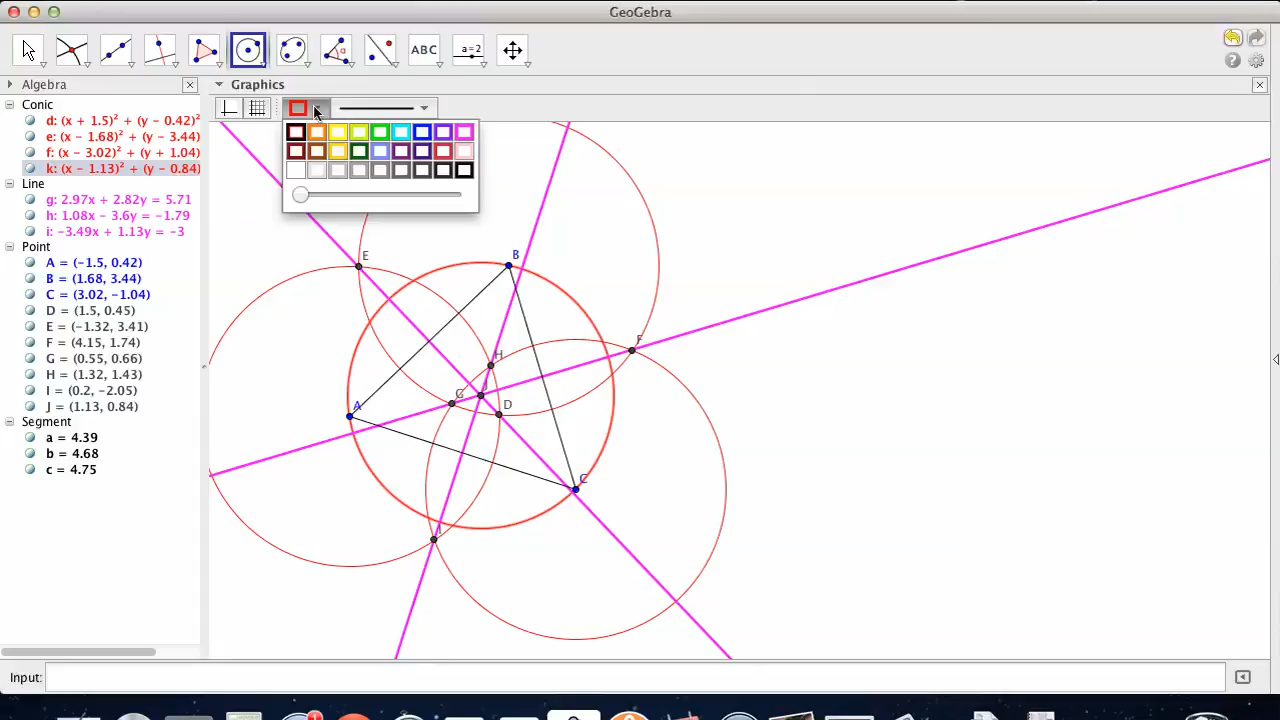 GeoGebra
ABC
a=2
Algebra
Graphics
Conic
d: (x + 1.5)² + (y − 0.42)²
e: (x − 1.68)² + (y − 3.44)
f: (x − 3.02)² + (y + 1.04)
k: (x − 1.13)² + (y − 0.84)
Line
g: 2.97x + 2.82y = 5.71
h: 1.08x − 3.6y = −1.79
i: −3.49x + 1.13y = −3
Point
A = (−1.5, 0.42)
B = (1.68, 3.44)
C = (3.02, −1.04)
D = (1.5, 0.45)
E = (−1.32, 3.41)
F = (4.15, 1.74)
G = (0.55, 0.66)
H = (1.32, 1.43)
I = (0.2, −2.05)
J = (1.13, 0.84)
Segment
a = 4.39
b = 4.68
c = 4.75
B
E
F
H
J
G
D
A
C
I
Input: